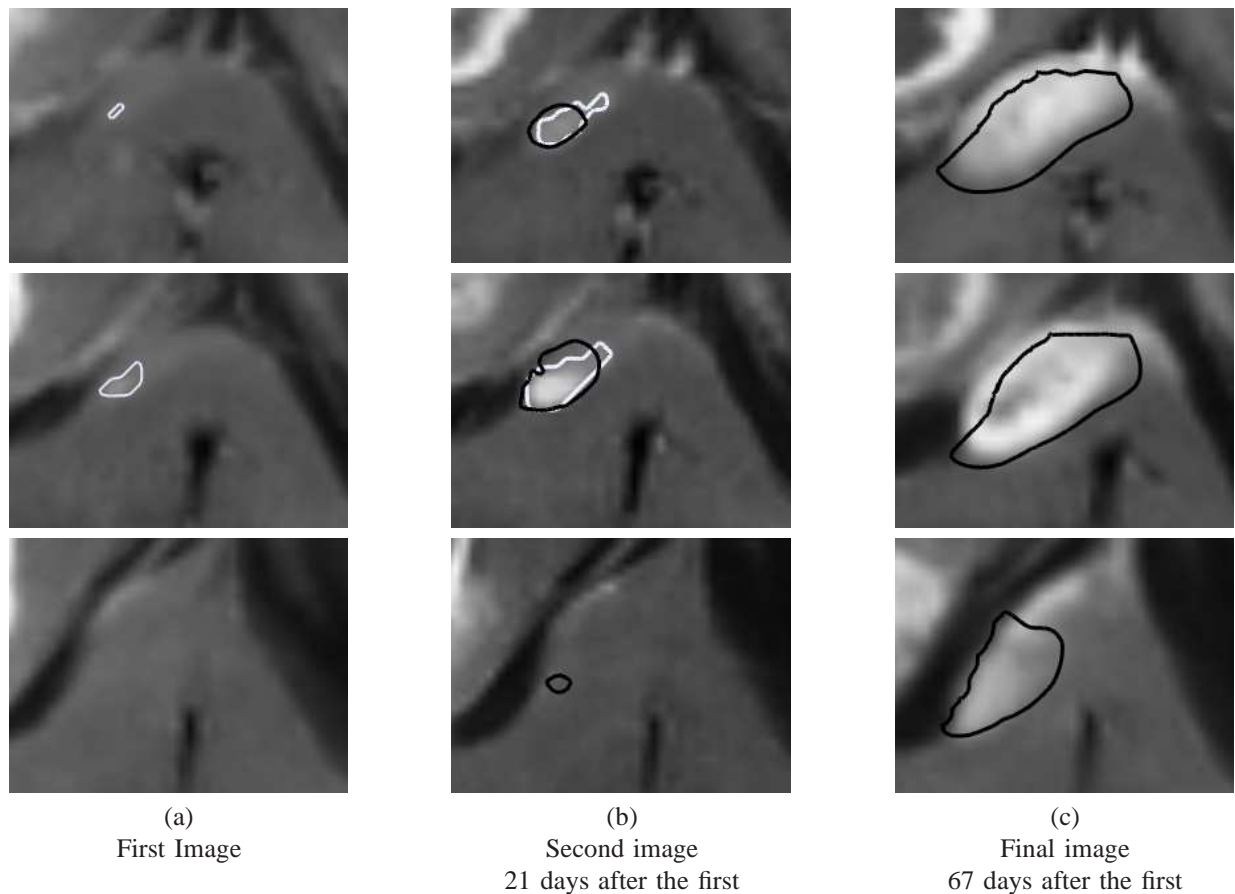 (a)
First Image
(b)
Second image
21 days after the first
(c)
Final image
67 days after the first